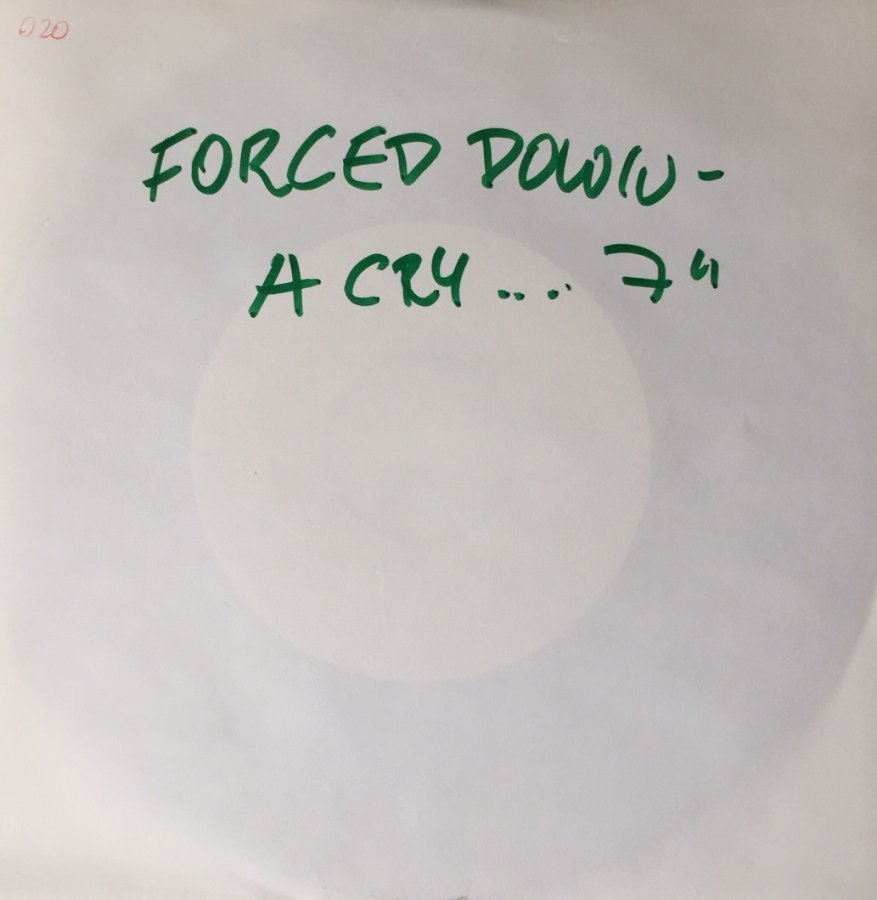 020
FORCED DOWN -
A CRY .... 7"